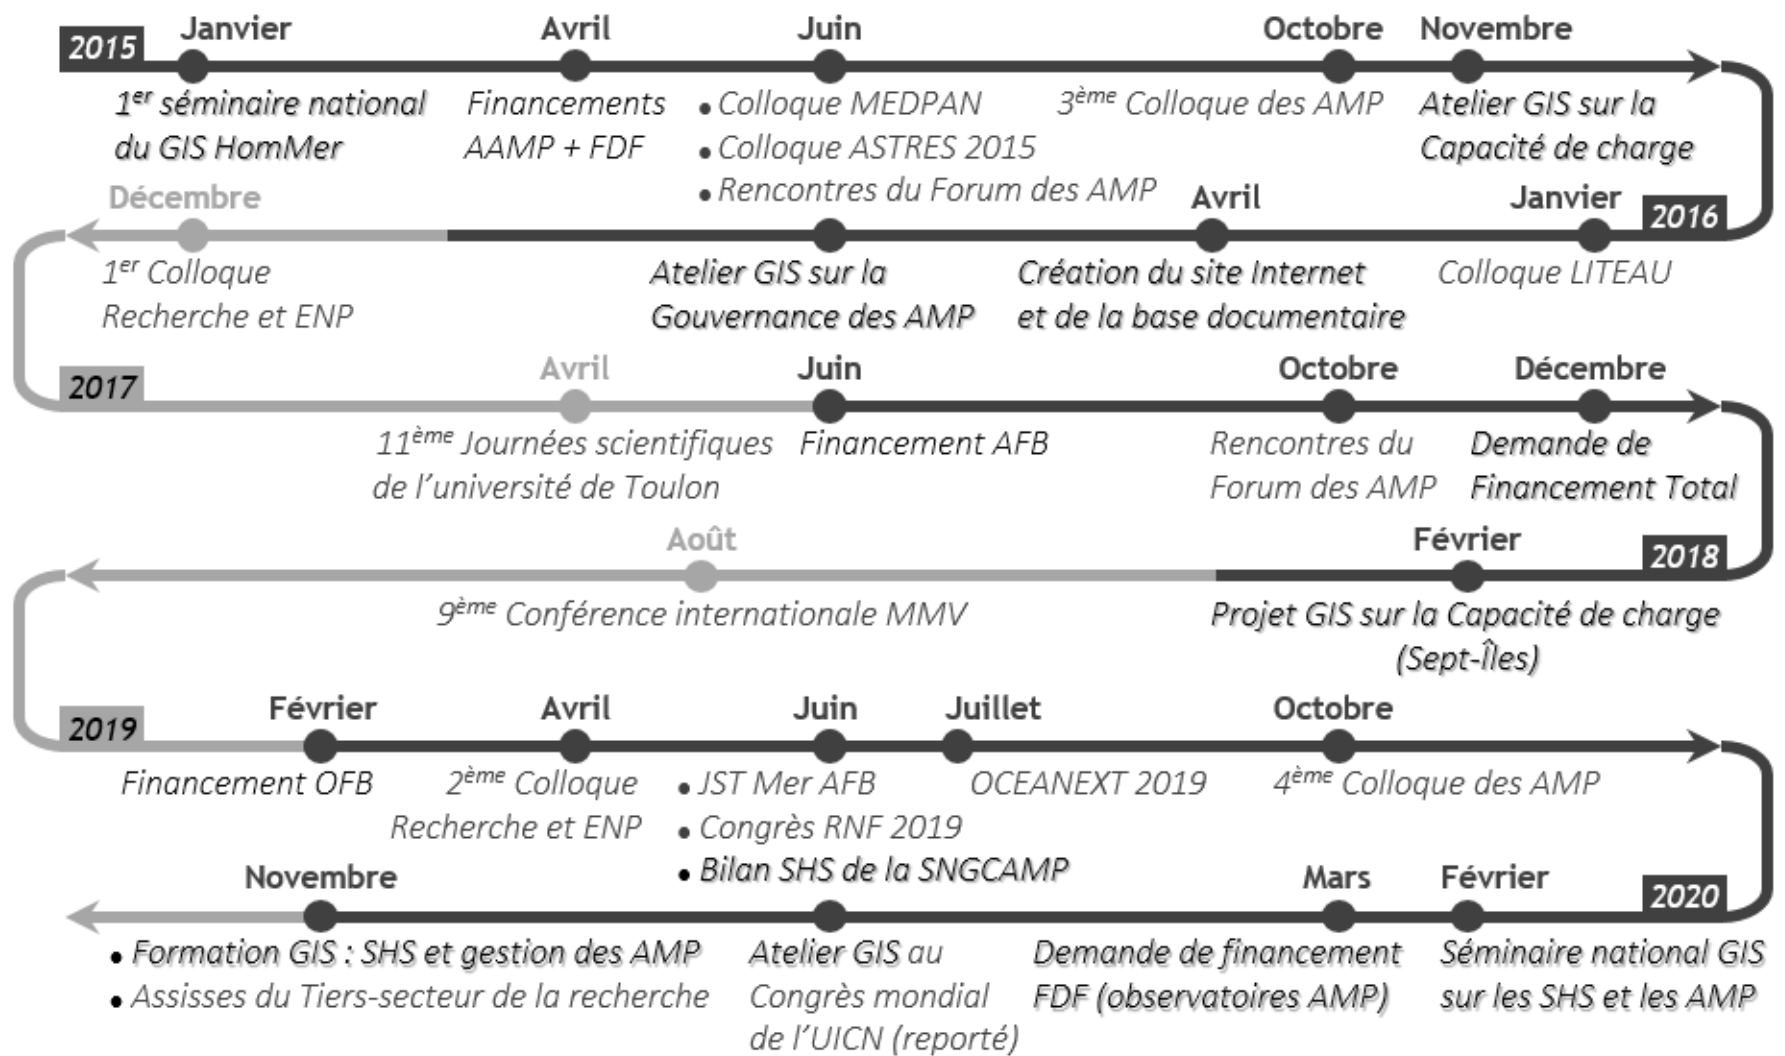 2015
Janvier
1er séminaire national
du GIS HomMer
Avril
Financements
AAMP + FDF
Juin
• Colloque MEDPAN
• Colloque ASTRES 2015
• Rencontres du Forum des AMP
Octobre
3ème Colloque des AMP
Novembre
Atelier GIS sur la
Capacité de charge
2016
Janvier
Colloque LITEAU
Avril
Création du site Internet
et de la base documentaire
Atelier GIS sur la
Gouvernance des AMP
Décembre
1er Colloque
Recherche et ENP
2017
Avril
11ème Journées scientifiques
de l'université de Toulon
Juin
Financement AFB
Octobre
Rencontres du
Forum des AMP
Décembre
Demande de
Financement Total
2018
Février
Projet GIS sur la Capacité de charge
(Sept-Îles)
Août
9ème Conférence internationale MMV
2019
Février
Financement OFB
Avril
2ème Colloque
Recherche et ENP
Juin
• JST Mer AFB
• Congrès RNF 2019
• Bilan SHS de la SNGCAMP
Juillet
OCEANEXT 2019
Octobre
4ème Colloque des AMP
2020
Février
Séminaire national GIS
sur les SHS et les AMP
Mars
Demande de financement
FDF (observatoires AMP)
Atelier GIS au
Congrès mondial
de l'UICN (reporté)
Novembre
• Formation GIS : SHS et gestion des AMP
• Assises du Tiers-secteur de la recherche